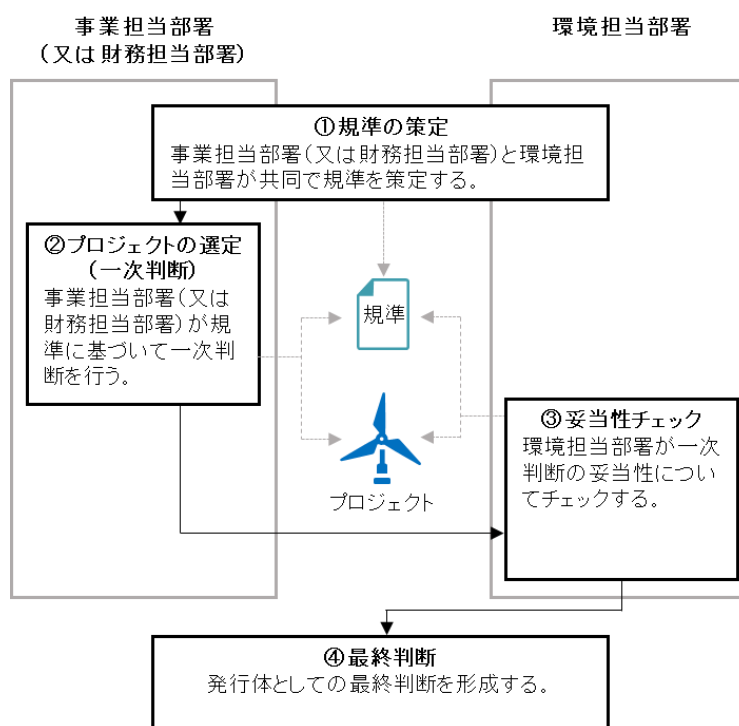 事業担当部署
(又は財務担当部署)
環境担当部署
①規準の策定
事業担当部署(又は財務担当部署)と環境担
当部署が共同で規準を策定する。
②プロジェクトの選定
(一次判断)
事業担当部署(又は
財務担当部署)が規
準に基づいて一次判
断を行う。
規準
プロジェクト
③妥当性チェック
環境担当部署が一次
判断の妥当性につい
てチェックする。
④最終判断
発行体としての最終判断を形成する。